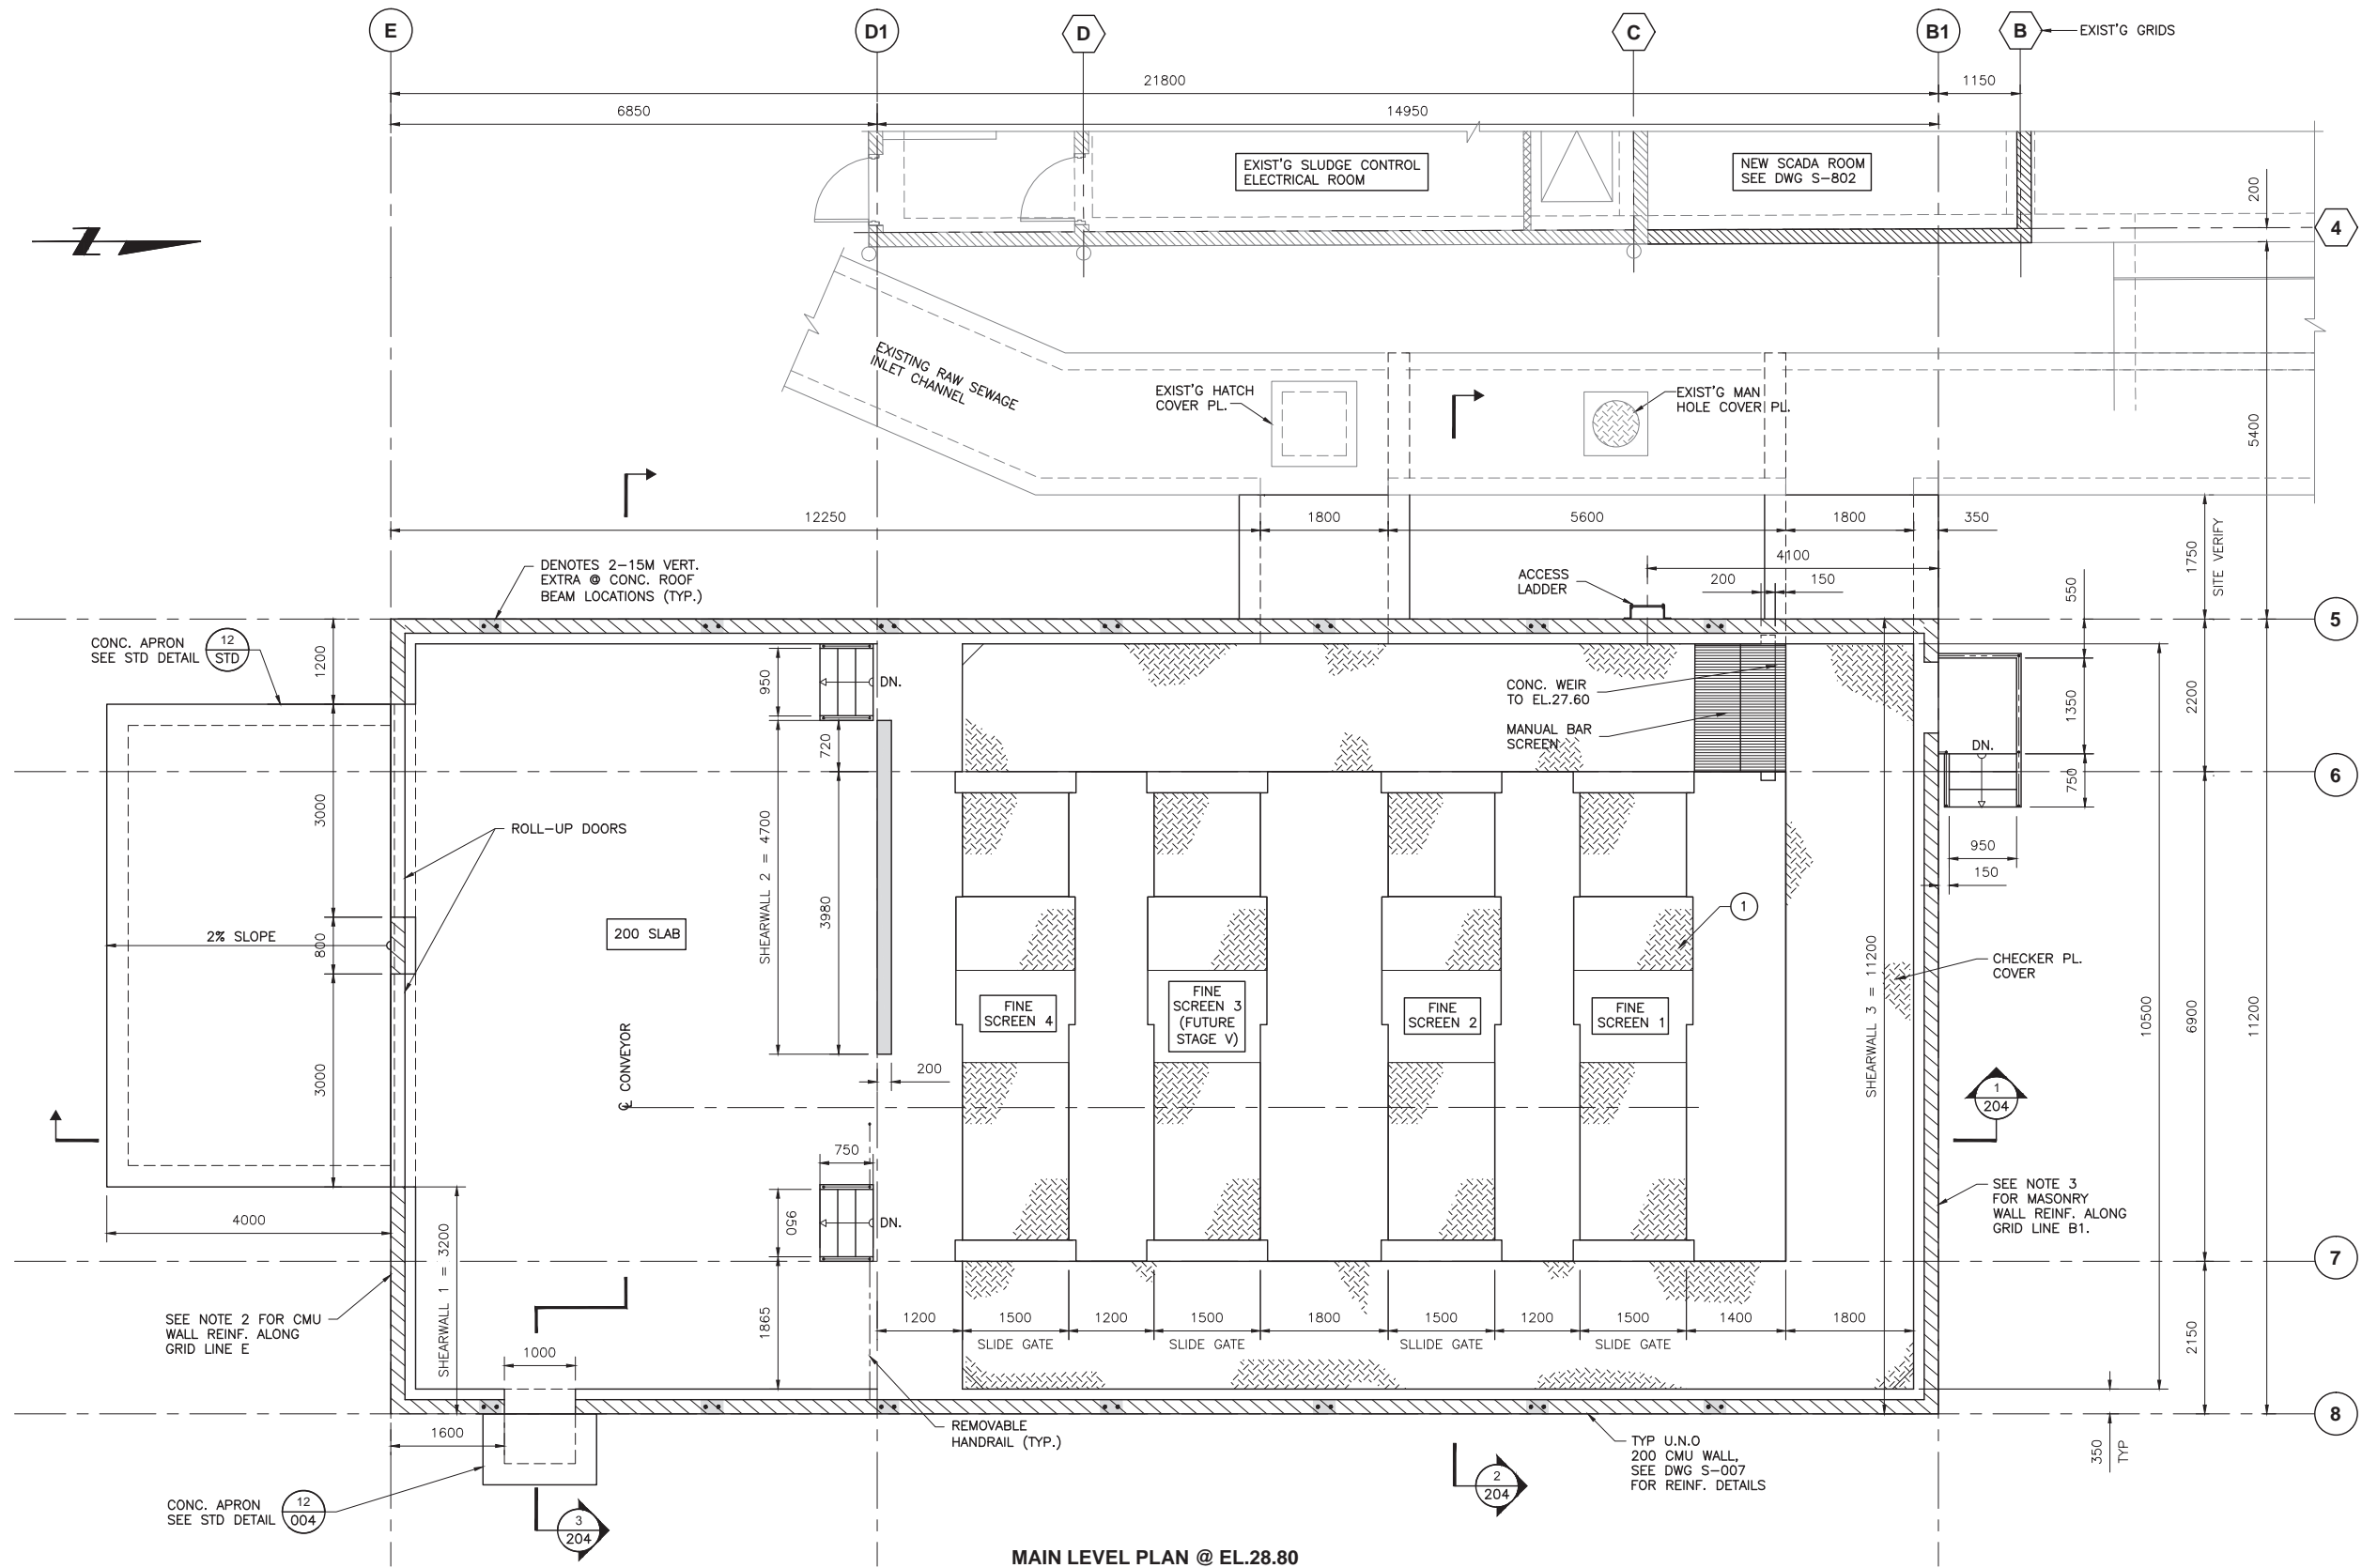 E
D1
D
C
B1
B
EXIST'G GRIDS
21800
1150
6850
14950
EXIST'G SLUDGE CONTROL
ELECTRICAL ROOM
NEW SCADA ROOM
SEE DWG S-802
200
4
Z
EXISTING RAW SEWAGE
INLET CHANNEL
EXIST'G HATCH
COVER PL.
EXIST'G MAN
HOLE COVER PL.
5400
12250
1800
5600
1800
350
4100
1750
SITE VERIFY
DENOTES 2-15M VERT.
EXTRA @ CONC. ROOF
BEAM LOCATIONS (TYP.)
ACCESS
LADDER
200
150
550
5
CONC. APRON
SEE STD DETAIL
12
STD
1200
950
DN.
CONC. WEIR
TO EL.27.60
MANUAL BAR
SCREEN
1350
2200
720
DN.
750
6
3000
ROLL-UP DOORS
SHEARWALL 2 = 4700
3980
950
150
1
2% SLOPE
800
200 SLAB
SHEARWALL 3 = 11200
CHECKER PL.
COVER
FINE
SCREEN 4
FINE
SCREEN 3
(FUTURE
STAGE V)
FINE
SCREEN 2
FINE
SCREEN 1
10500
6900
11200
3000
℄ CONVEYOR
200
1
204
750
950
DN.
SEE NOTE 3
FOR MASONRY
WALL REINF. ALONG
GRID LINE B1.
4000
SHEARWALL 1 = 3200
7
SEE NOTE 2 FOR CMU
WALL REINF. ALONG
GRID LINE E
1865
1200
1500
1200
1500
1800
1500
1200
1500
1400
1800
SLIDE GATE
SLIDE GATE
SLLIDE GATE
SLIDE GATE
2150
1000
8
1600
REMOVABLE
HANDRAIL (TYP.)
TYP U.N.O
200 CMU WALL,
SEE DWG S-007
FOR REINF. DETAILS
350
TYP
CONC. APRON
SEE STD DETAIL
12
004
3
204
2
204
MAIN LEVEL PLAN @ EL.28.80